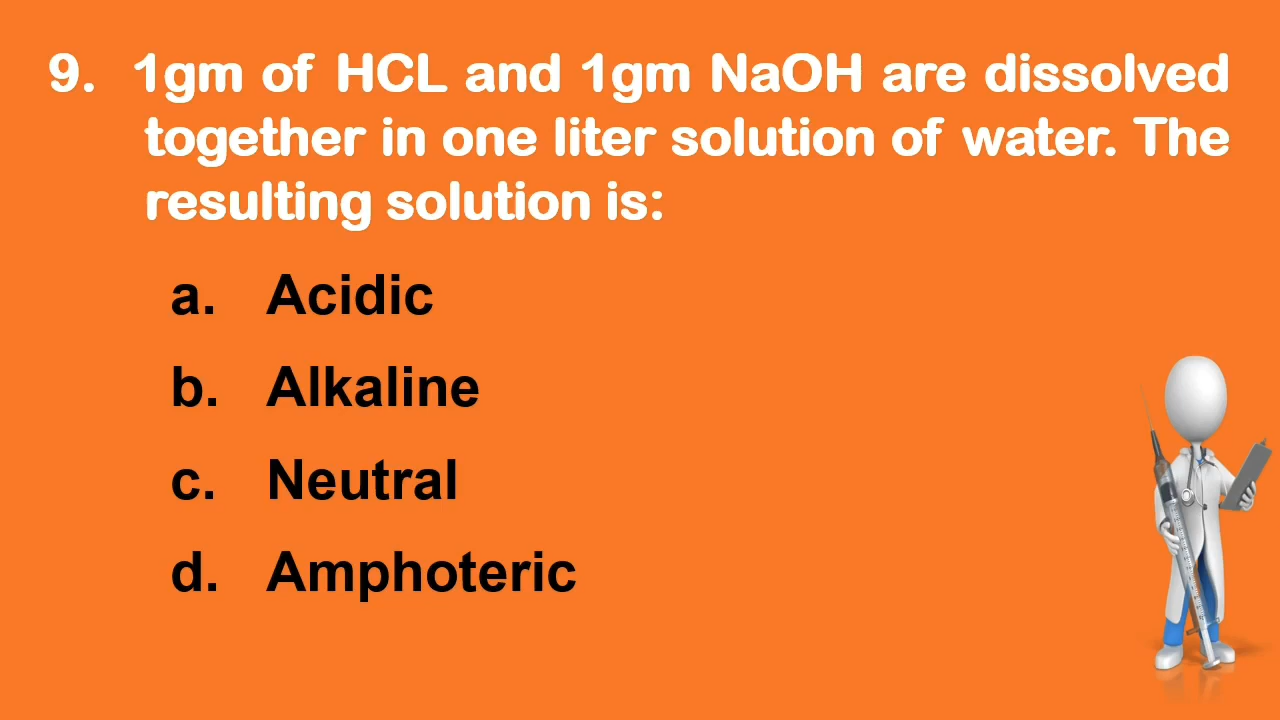 9. 1gm of HCL and 1gm NaOH are dissolved
together in one liter solution of water. The
resulting solution is:
a. Acidic
b. Alkaline
c. Neutral
d. Amphoteric